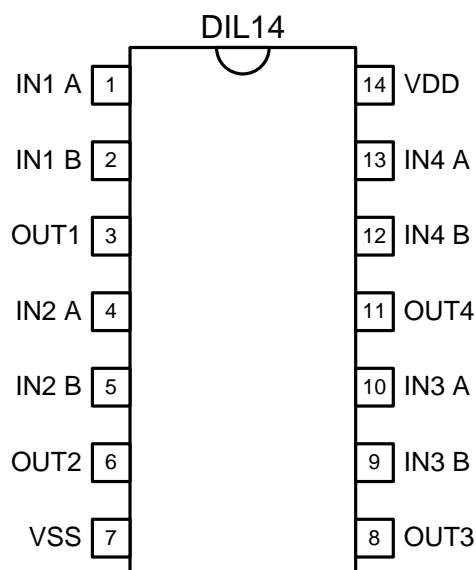 DIL14
IN1 A 1 14 VDD
IN1 B 2 13 IN4 A
OUT1 3 12 IN4 B
IN2 A 4 11 OUT4
IN2 B 5 10 IN3 A
OUT2 6 9 IN3 B
VSS 7 8 OUT3